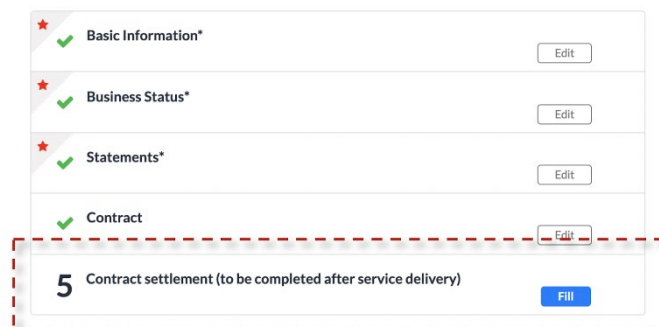 Basic Information*
Edit
Business Status*
Edit
Statements*
Edit
Contract
Edit
5 Contract settlement (to be completed after service delivery)
Fill